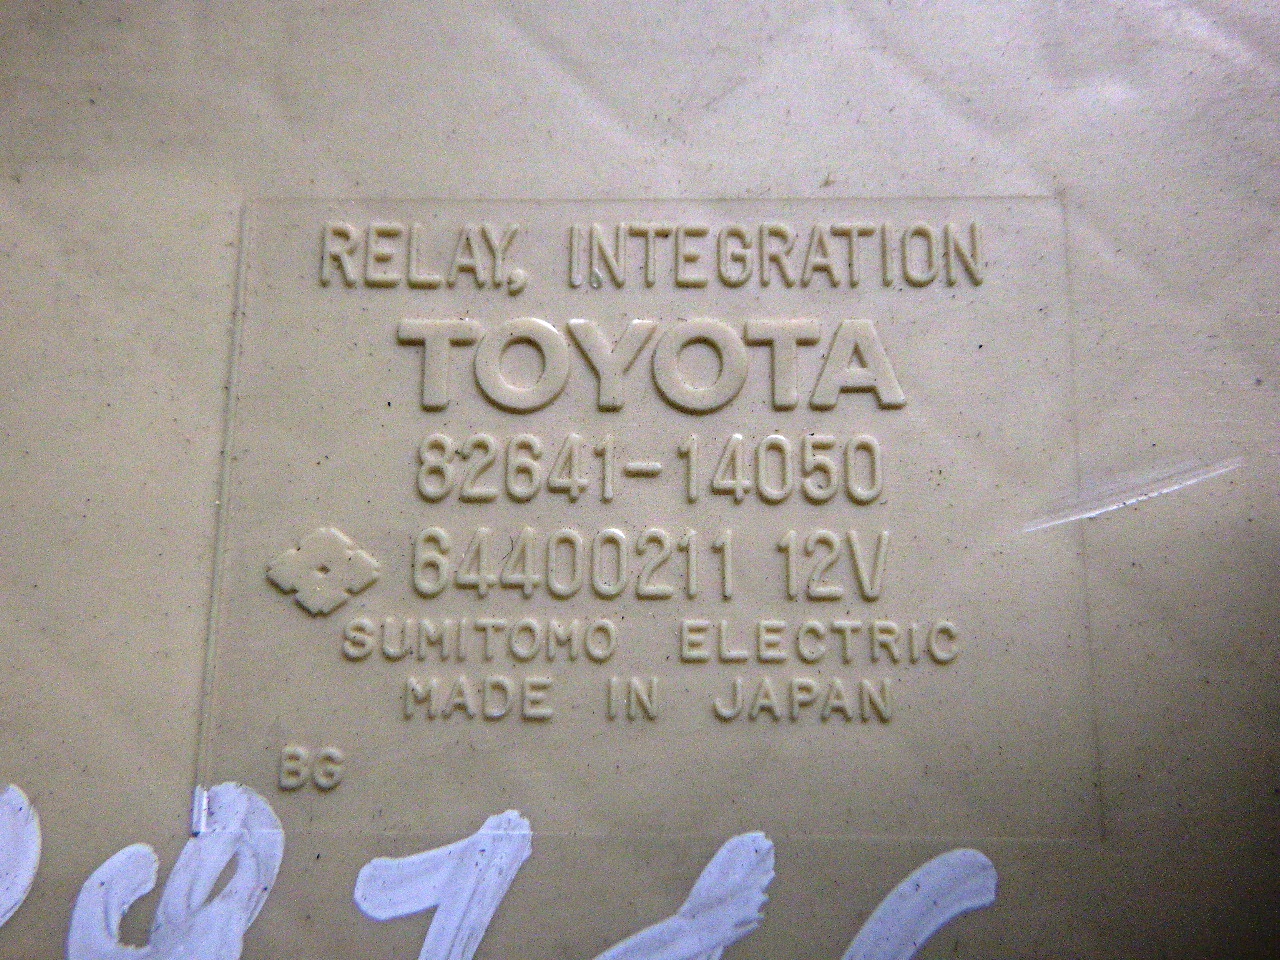 RELAY, INTEGRATION
TOYOTA
82641-14050
64400211 12V
SUMITOMO ELECTRIC
MADE IN JAPAN
BG